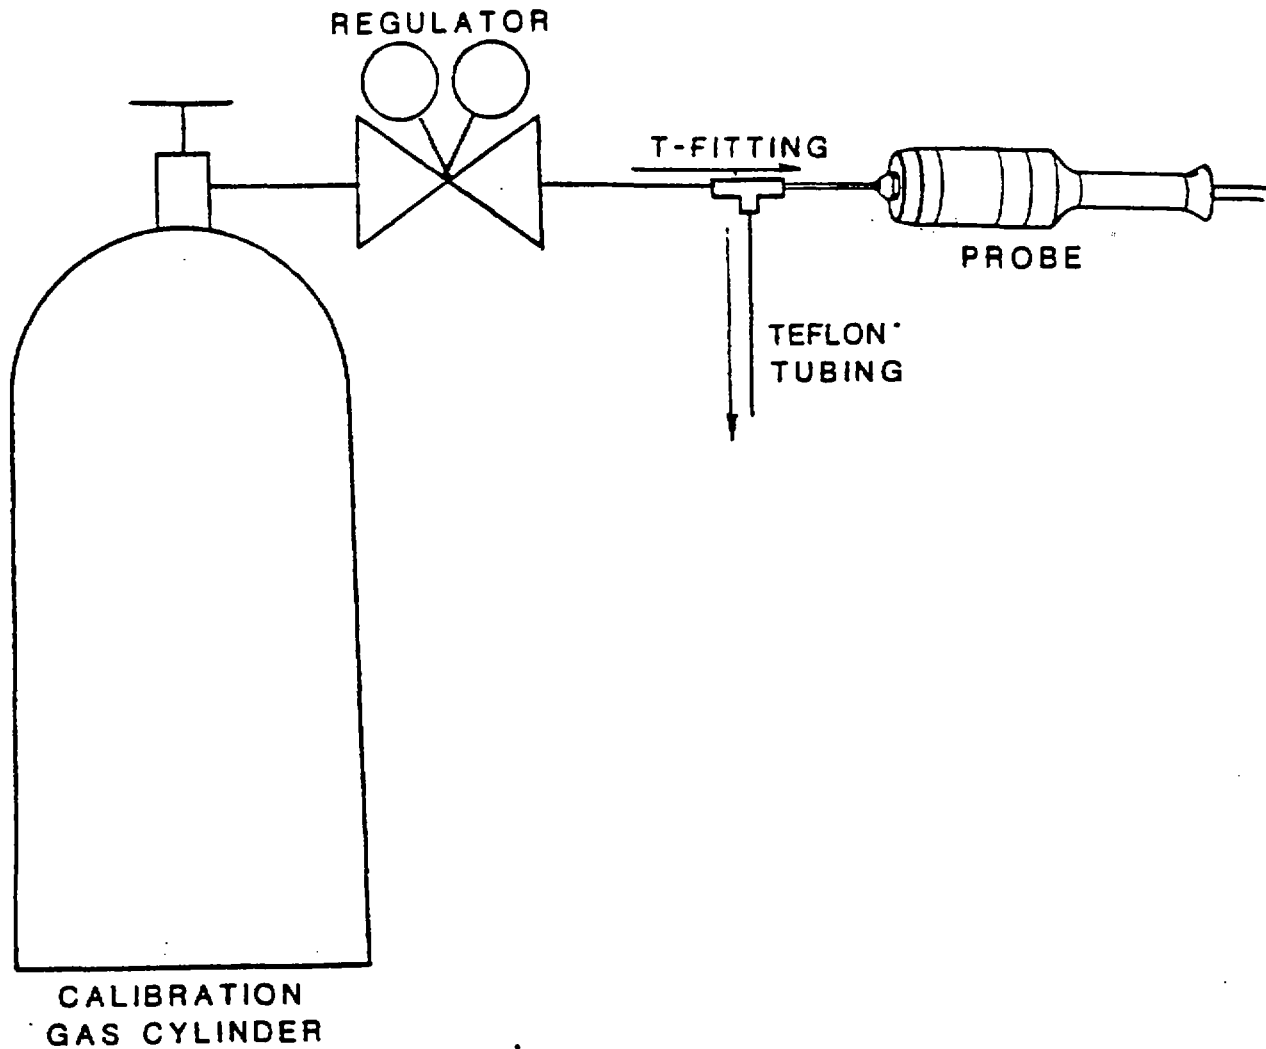 REGULATOR
T-FITTING
PROBE
TEFLON
TUBING
CALIBRATION
GAS CYLINDER